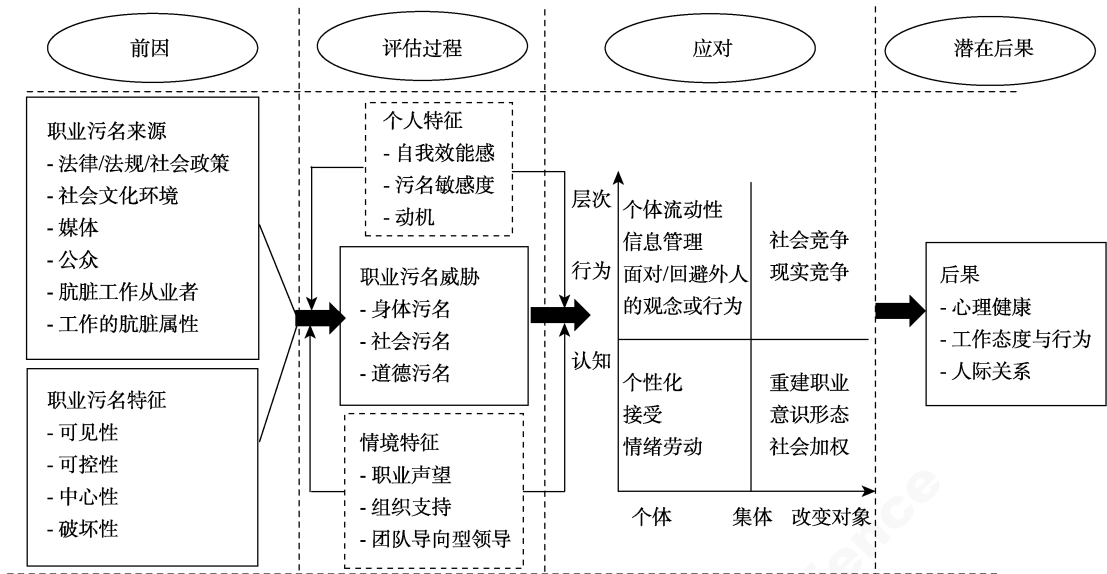 前因
评估过程
应对
潜在后果
职业污名来源
- 法律/法规/社会政策
- 社会文化环境
- 媒体
- 公众
- 肮脏工作从业者
- 工作的肮脏属性
职业污名特征
- 可见性
- 可控性
- 中心性
- 破坏性
个人特征
- 自我效能感
- 污名敏感度
- 动机
职业污名威胁
- 身体污名
- 社会污名
- 道德污名
情境特征
- 职业声望
- 组织支持
- 团队导向型领导
层次
行为
认知
个体流动性
信息管理
面对/回避外人
的观念或行为
社会竞争
现实竞争
个性化
接受
情绪劳动
重建职业
意识形态
社会加权
个体
集体
改变对象
后果
- 心理健康
- 工作态度与行为
- 人际关系